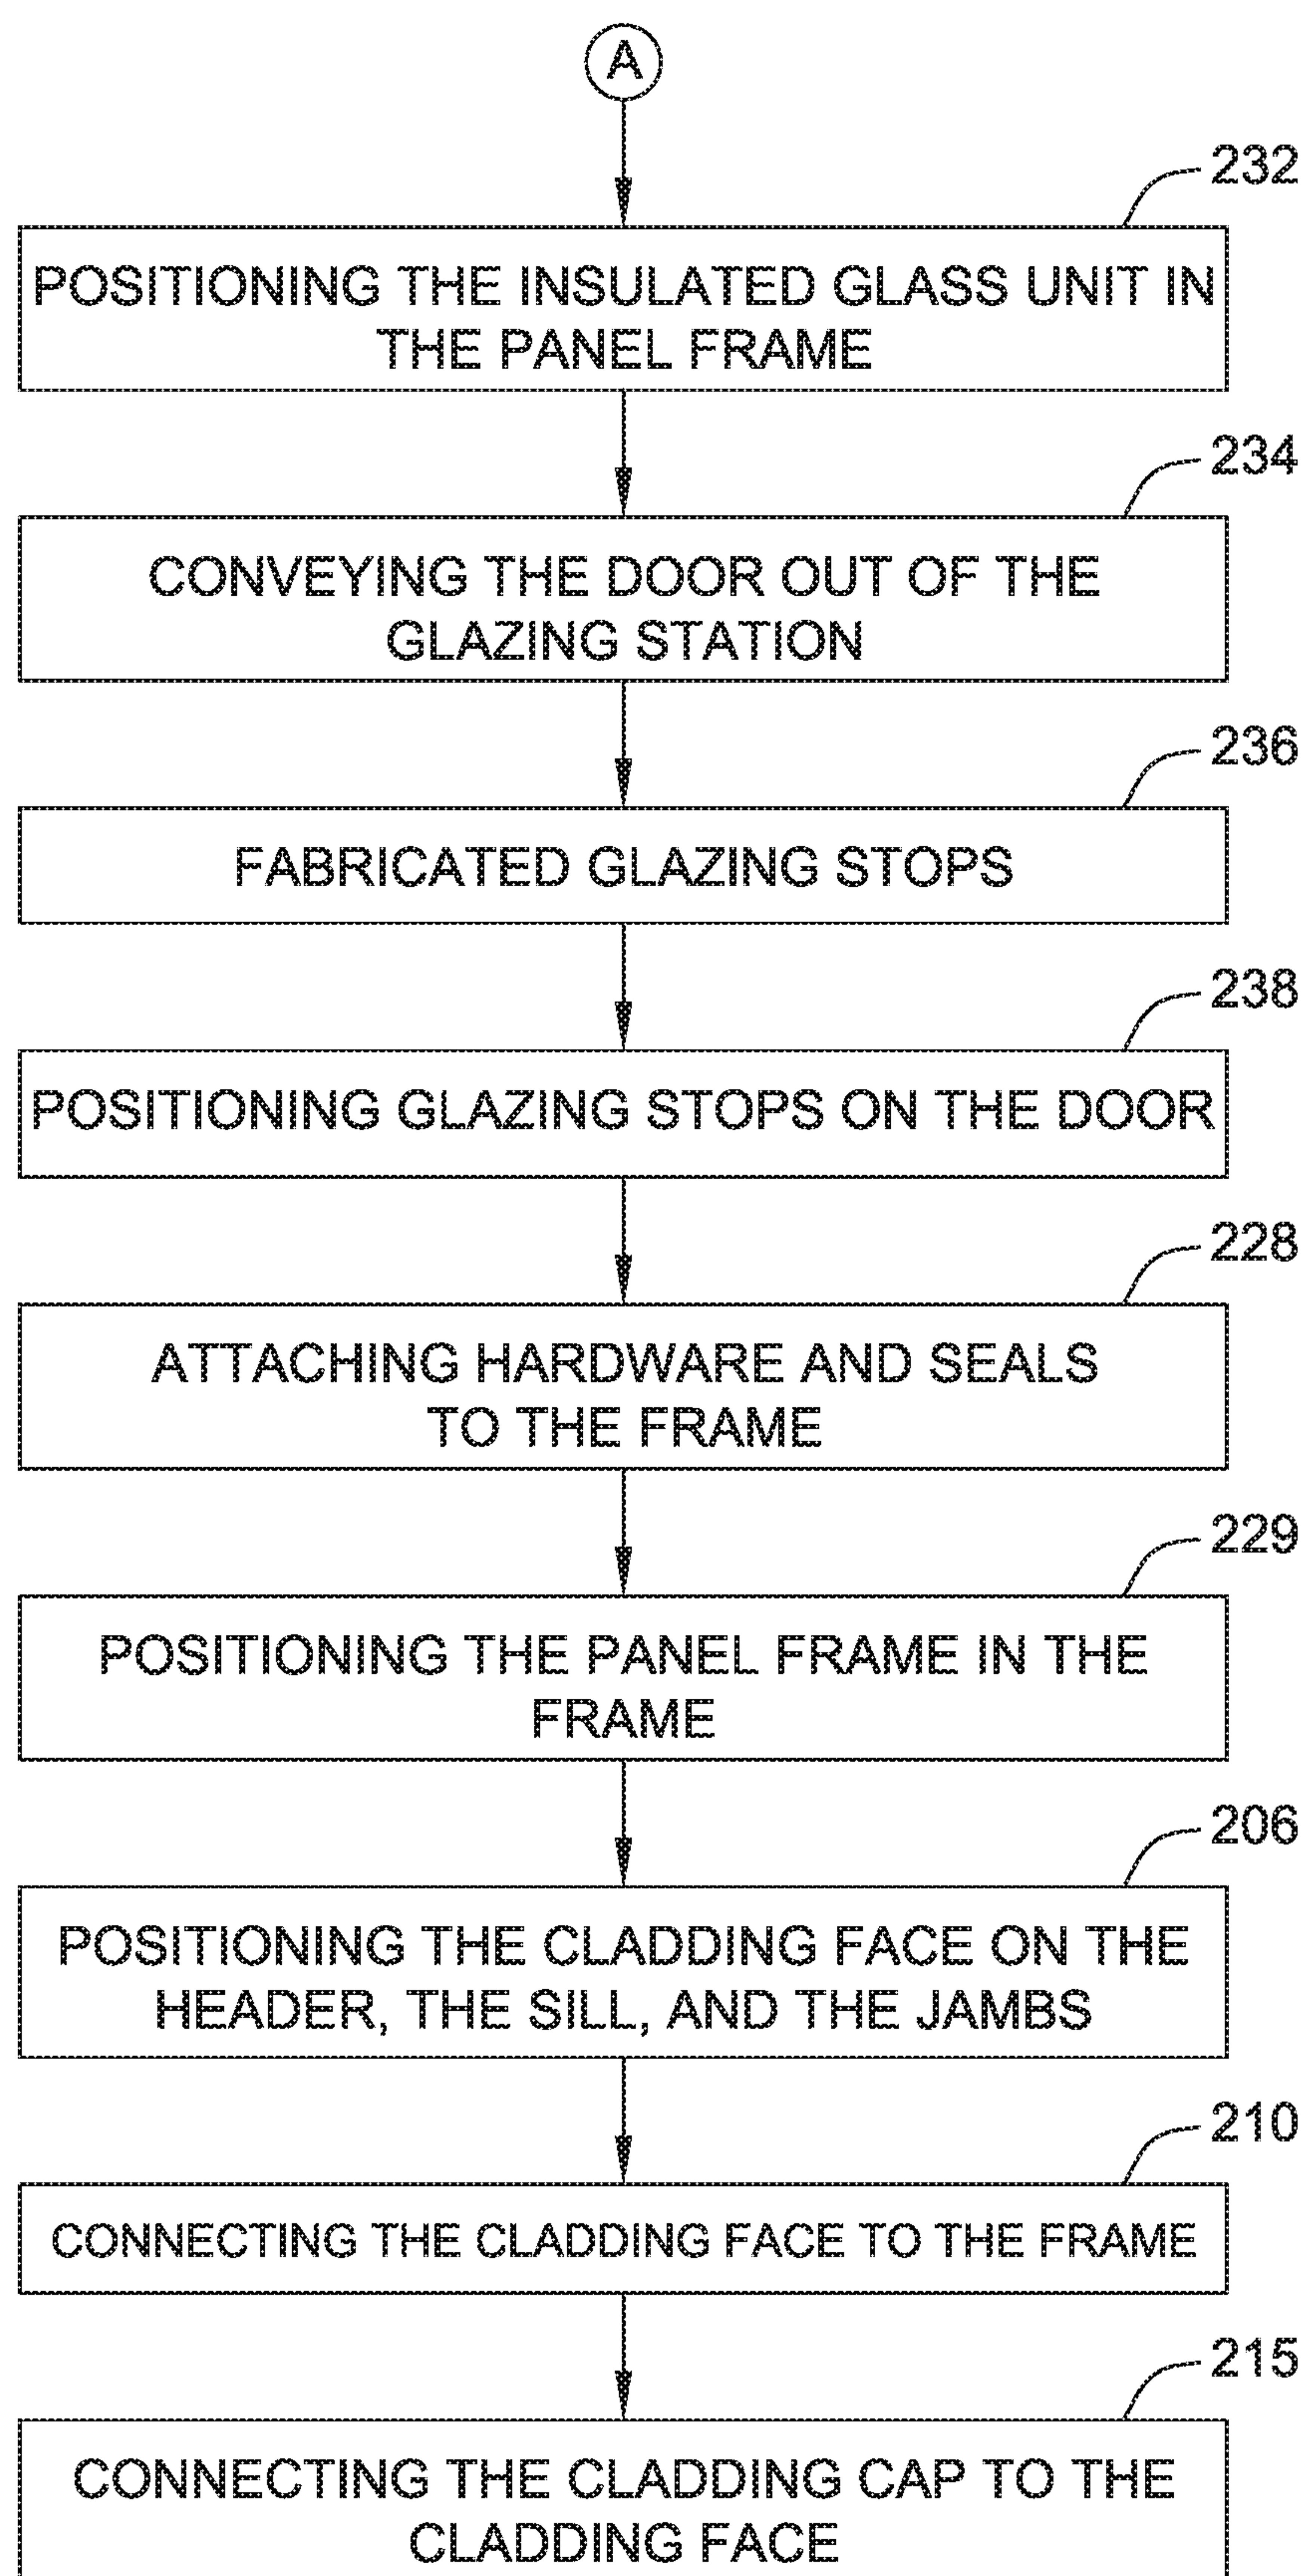 A
232
POSITIONING THE INSULATED GLASS UNIT IN
THE PANEL FRAME
234
CONVEYING THE DOOR OUT OF THE
GLAZING STATION
236
FABRICATED GLAZING STOPS
238
POSITIONING GLAZING STOPS ON THE DOOR
228
ATTACHING HARDWARE AND SEALS
TO THE FRAME
229
POSITIONING THE PANEL FRAME IN THE
FRAME
206
POSITIONING THE CLADDING FACE ON THE
HEADER, THE SILL, AND THE JAMBS
210
CONNECTING THE CLADDING FACE TO THE FRAME
215
CONNECTING THE CLADDING CAP TO THE
CLADDING FACE